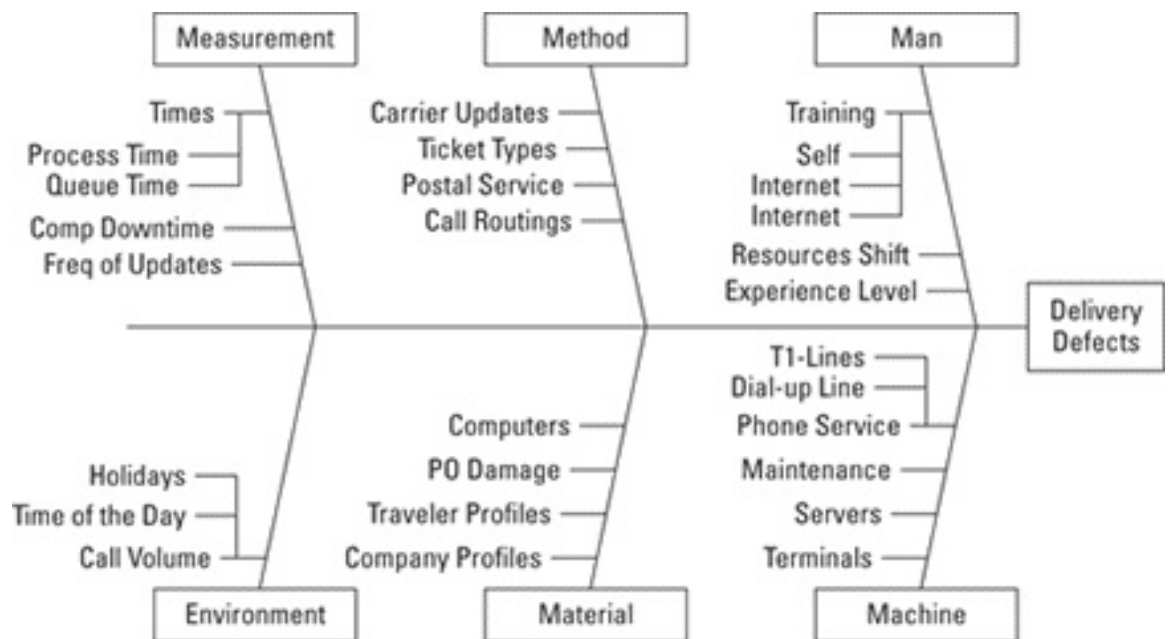 Measurement
Method
Man
Times
Process Time
Queue Time
Comp Downtime
Freq of Updates
Carrier Updates
Ticket Types
Postal Service
Call Routings
Training
Self
Internet
Internet
Resources Shift
Experience Level
Delivery
Defects
Holidays
Time of the Day
Call Volume
Computers
PO Damage
Traveler Profiles
Company Profiles
T1-Lines
Dial-up Line
Phone Service
Maintenance
Servers
Terminals
Environment
Material
Machine